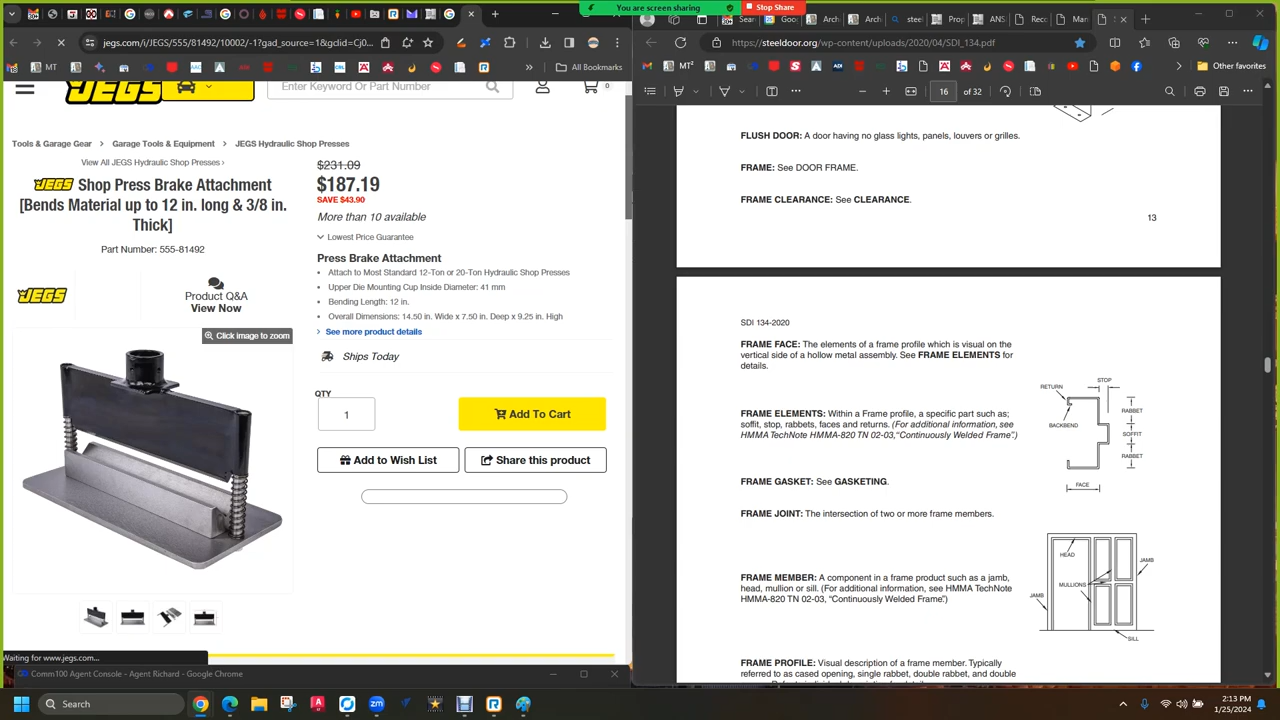 You are screen sharing
Stop Share
jegs.com/i/JEGS/555/81492/10002/-1?gad_source=1&gclid=Cj0...
MT
All Bookmarks
JEGS
Enter Keyword Or Part Number
0
Tools & Garage Gear > Garage Tools & Equipment > JEGS Hydraulic Shop Presses
View All JEGS Hydraulic Shop Presses ›
JEGS Shop Press Brake Attachment
[Bends Material up to 12 in. long & 3/8 in.
Thick]
Part Number: 555-81492
JEGS
Product Q&A
View Now
Click image to zoom
$231.09
$187.19
SAVE $43.90
More than 10 available
Lowest Price Guarantee
Press Brake Attachment
• Attach to Most Standard 12-Ton or 20-Ton Hydraulic Shop Presses
• Upper Die Mounting Cup Inside Diameter: 41 mm
• Bending Length: 12 in.
• Overall Dimensions: 14.50 in. Wide x 7.50 in. Deep x 9.25 in. High
› See more product details
Ships Today
QTY
1
Add To Cart
Add to Wish List
Share this product
Waiting for www.jegs.com...
Comm100 Agent Console - Agent Richard - Google Chrome
Arch
Arch
steel
ANS
https://steeldoor.org/wp-content/uploads/2020/04/SDI_134.pdf
Other favorites
16 of 32
FLUSH DOOR: A door having no glass lights, panels, louvers or grilles.
FRAME: See DOOR FRAME.
FRAME CLEARANCE: See CLEARANCE.
13
SDI 134-2020
FRAME FACE: The elements of a frame profile which is visual on the
vertical side of a hollow metal assembly. See FRAME ELEMENTS for
details.
FRAME ELEMENTS: Within a Frame profile, a specific part such as;
soffit, stop, rabbets, faces and returns. (For additional information, see
HMMA TechNote HMMA-820 TN 02-03, “Continuously Welded Frame”.)
STOP
RETURN
RABBET
BACKBEND
SOFFIT
RABBET
FACE
FRAME GASKET: See GASKETING.
FRAME JOINT: The intersection of two or more frame members.
FRAME MEMBER: A component in a frame product such as a jamb,
head, mullion or sill. (For additional information, see HMMA TechNote
HMMA-820 TN 02-03, “Continuously Welded Frame”.)
HEAD
JAMB
MULLIONS
JAMB
SILL
FRAME PROFILE: Visual description of a frame member. Typically
referred to as cased opening, single rabbet, double rabbet, and double
Search
2:13 PM
1/25/2024